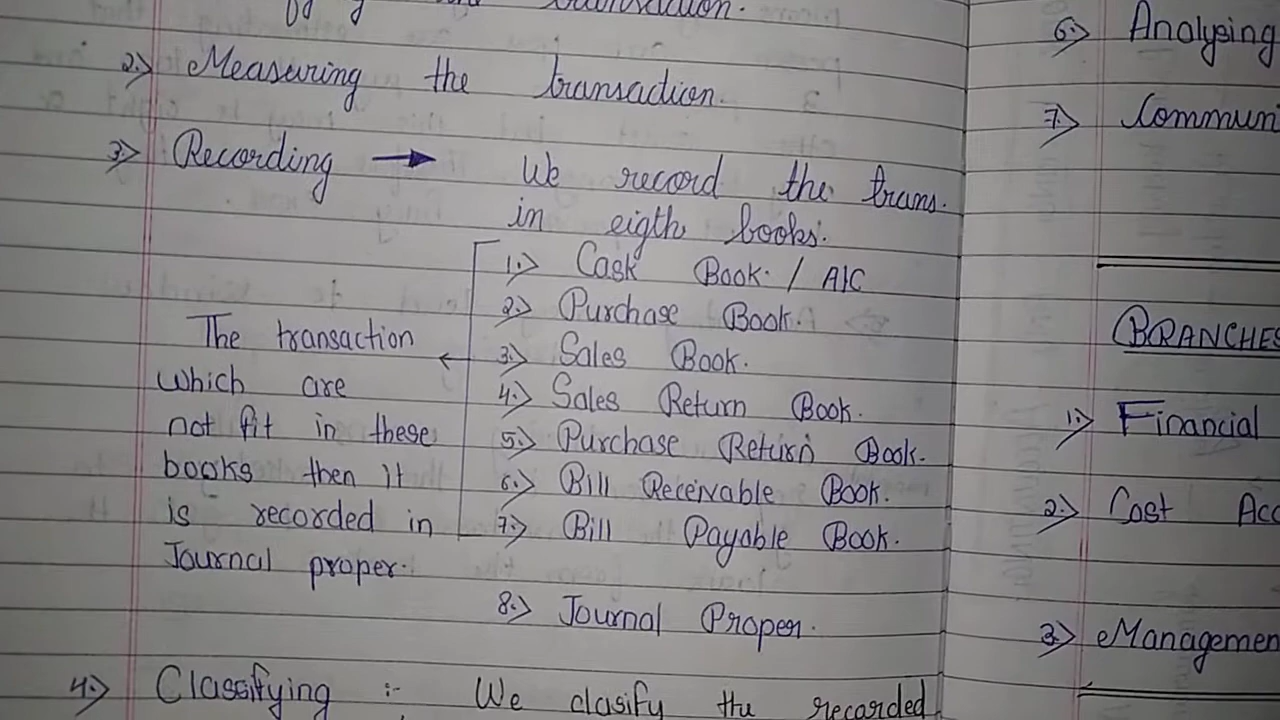 transaction.
2.> Measuring the transaction.
3.> Recording → We record the trans.
in eigth books.
1.> Cash Book / A/C
2.> Purchase Book.
3.> Sales Book.
4.> Sales Return Book.
5.> Purchase Return Book.
6.> Bill Receivable Book.
7.> Bill Payable Book.
The transaction
which are
not fit in these
books then it
is recorded in
Journal proper.
8.> Journal Proper.
4.> Classifying :- We clasify the recorded
6.> Analysing
7.> Commun
BRANCHES
1.> Financial
2.> Cost Acc
3.> Managemen